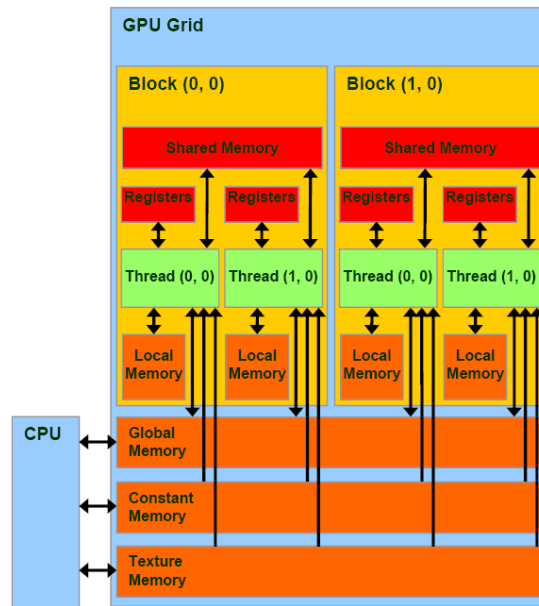 GPU Grid
Block (0, 0)
Block (1, 0)
Shared Memory
Shared Memory
Registers
Registers
Registers
Registers
Thread (0, 0)
Thread (1, 0)
Thread (0, 0)
Thread (1, 0)
Local
Memory
Local
Memory
Local
Memory
Local
Memory
CPU
Global
Memory
Constant
Memory
Texture
Memory